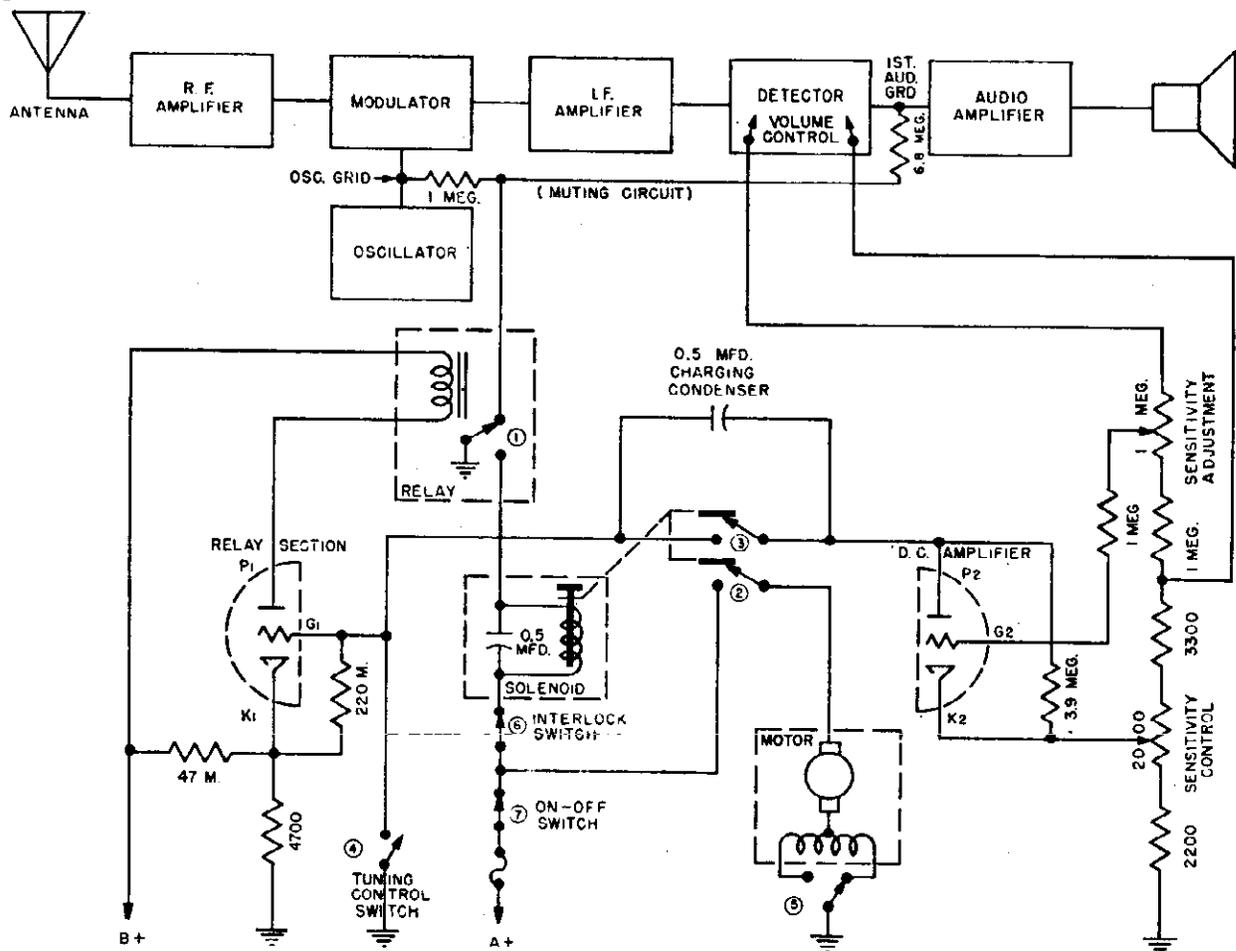 ANTENNA
R. F.
AMPLIFIER
MODULATOR
I.F.
AMPLIFIER
DETECTOR
VOLUME
CONTROL
1ST.
AUD.
GRD
6.8 MEG.
AUDIO
AMPLIFIER
OSC. GRID
1 MEG.
(MUTING CIRCUIT)
OSCILLATOR
0.5 MFD.
CHARGING
CONDENSER
1
RELAY
1 MEG.
SENSITIVITY
ADJUSTMENT
1 MEG
1 MEG.
RELAY SECTION
P1
G1
K1
220 M.
47 M.
4700
0.5
MFD.
SOLENOID
3
2
D.C. AMPLIFIER
P2
G2
K2
3.9 MEG.
3300
20000
SENSITIVITY
CONTROL
2200
6 INTERLOCK
SWITCH
7 ON-OFF
SWITCH
MOTOR
5
4
TUNING
CONTROL
SWITCH
B+
A+